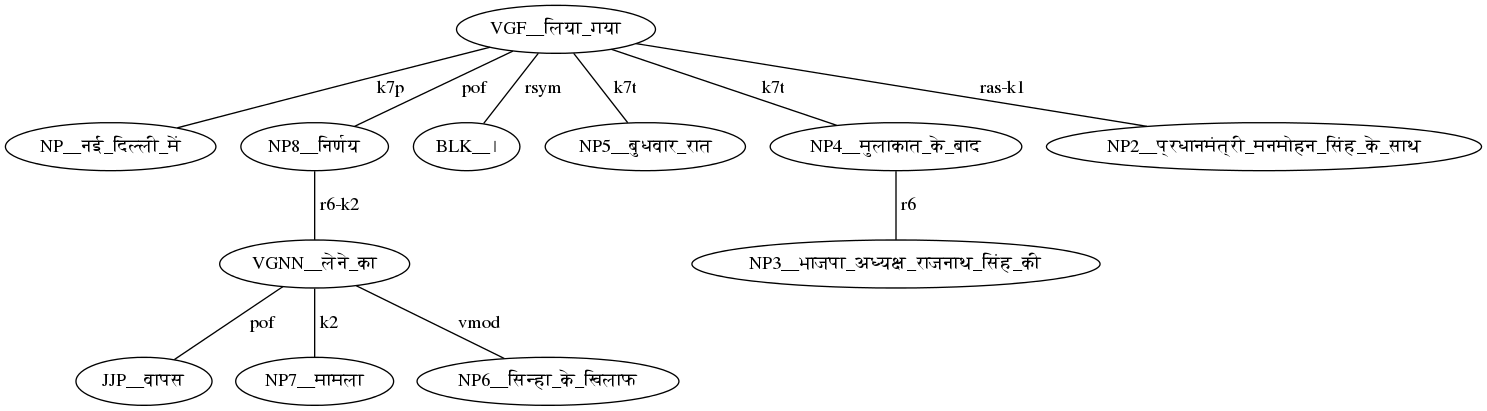 VGF__लिया_गया
k7p pof rsym k7t k7t ras-k1
NP__नई_दिल्ली_में NP8__निर्णय BLK__। NP5__बुधवार_रात NP4__मुलाकात_के_बाद NP2__प्रधानमंत्री_मनमोहन_सिंह_के_साथ
r6-k2 r6
VGNN__लेने_का NP3__भाजपा_अध्यक्ष_राजनाथ_सिंह_की
pof k2 vmod
JJP__वापस NP7__मामला NP6__सिन्हा_के_खिलाफ